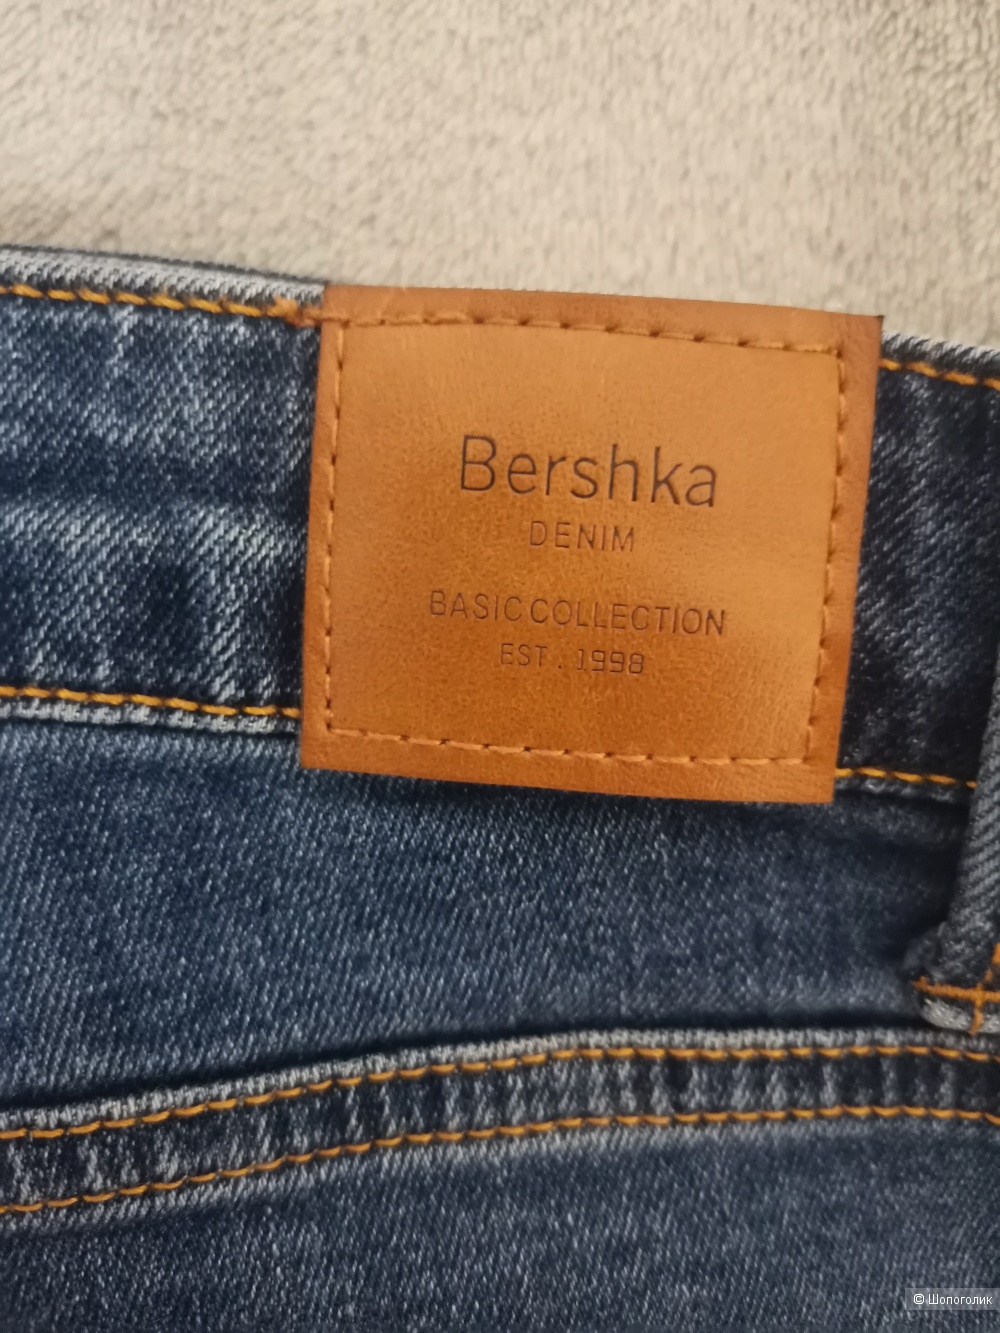 Bershka
DENIM
BASIC COLLECTION
EST. 1998
© Шопоголик